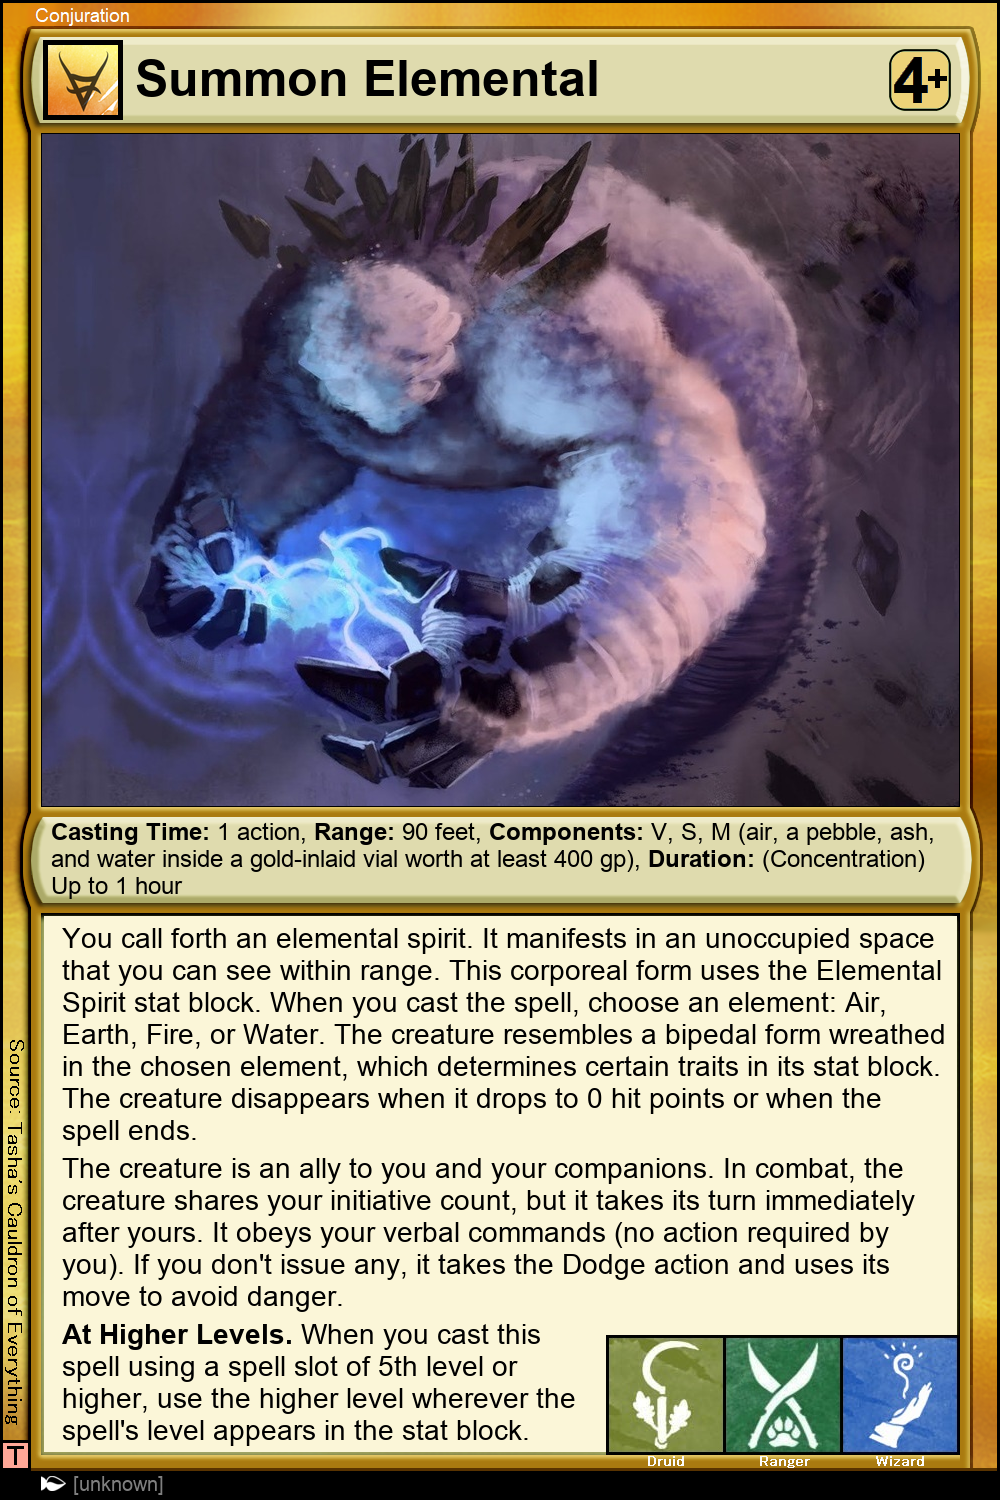 Conjuration
Summon Elemental
4+
Casting Time: 1 action, Range: 90 feet, Components: V, S, M (air, a pebble, ash,
and water inside a gold-inlaid vial worth at least 400 gp), Duration: (Concentration)
Up to 1 hour
You call forth an elemental spirit. It manifests in an unoccupied space
that you can see within range. This corporeal form uses the Elemental
Spirit stat block. When you cast the spell, choose an element: Air,
Earth, Fire, or Water. The creature resembles a bipedal form wreathed
in the chosen element, which determines certain traits in its stat block.
The creature disappears when it drops to 0 hit points or when the
spell ends.
The creature is an ally to you and your companions. In combat, the
creature shares your initiative count, but it takes its turn immediately
after yours. It obeys your verbal commands (no action required by
you). If you don't issue any, it takes the Dodge action and uses its
move to avoid danger.
At Higher Levels. When you cast this
spell using a spell slot of 5th level or
higher, use the higher level wherever the
spell's level appears in the stat block.
Druid
Ranger
Wizard
Source: Tasha's Cauldron of Everything
T
[unknown]